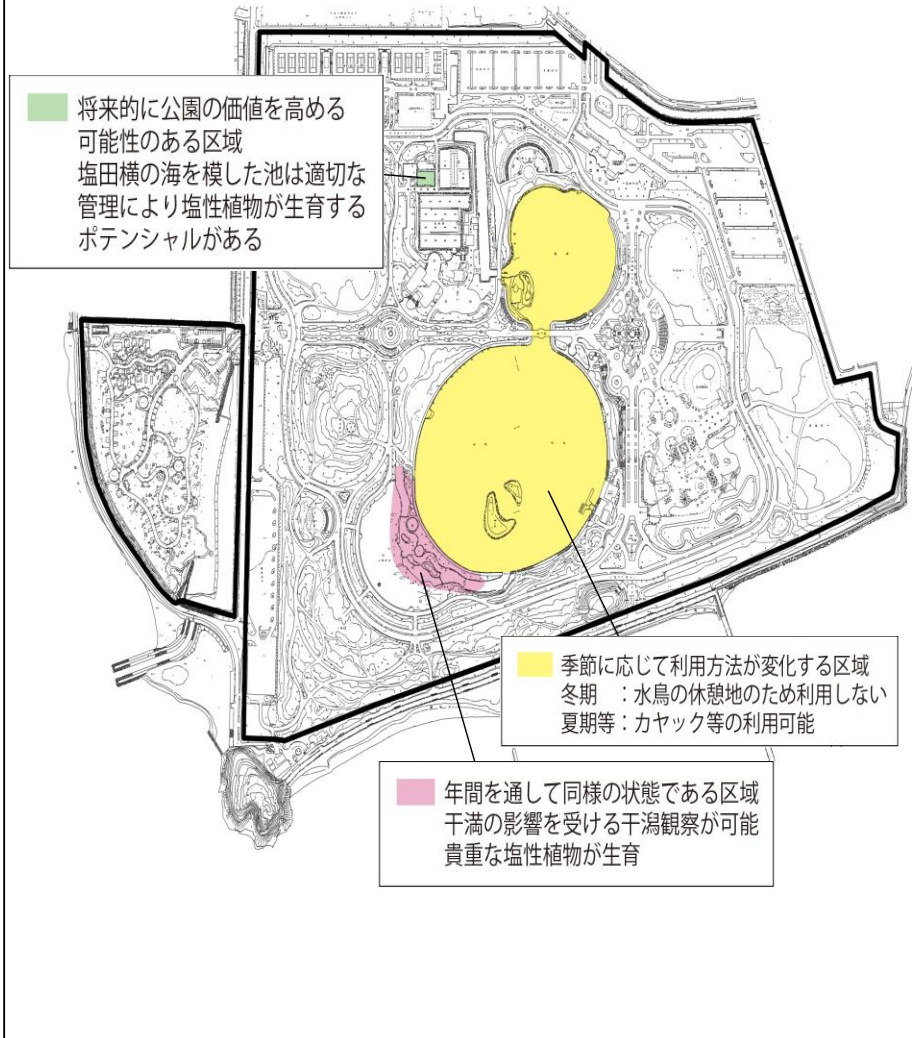 将来的に公園の価値を高める
可能性のある区域
塩田横の海を模した池は適切な
管理により塩性植物が生育する
ポテンシャルがある
季節に応じて利用方法が変化する区域
冬期　：水鳥の休憩地のため利用しない
夏期等：カヤック等の利用可能
年間を通して同様の状態である区域
干満の影響を受ける干潟観察が可能
貴重な塩性植物が生育